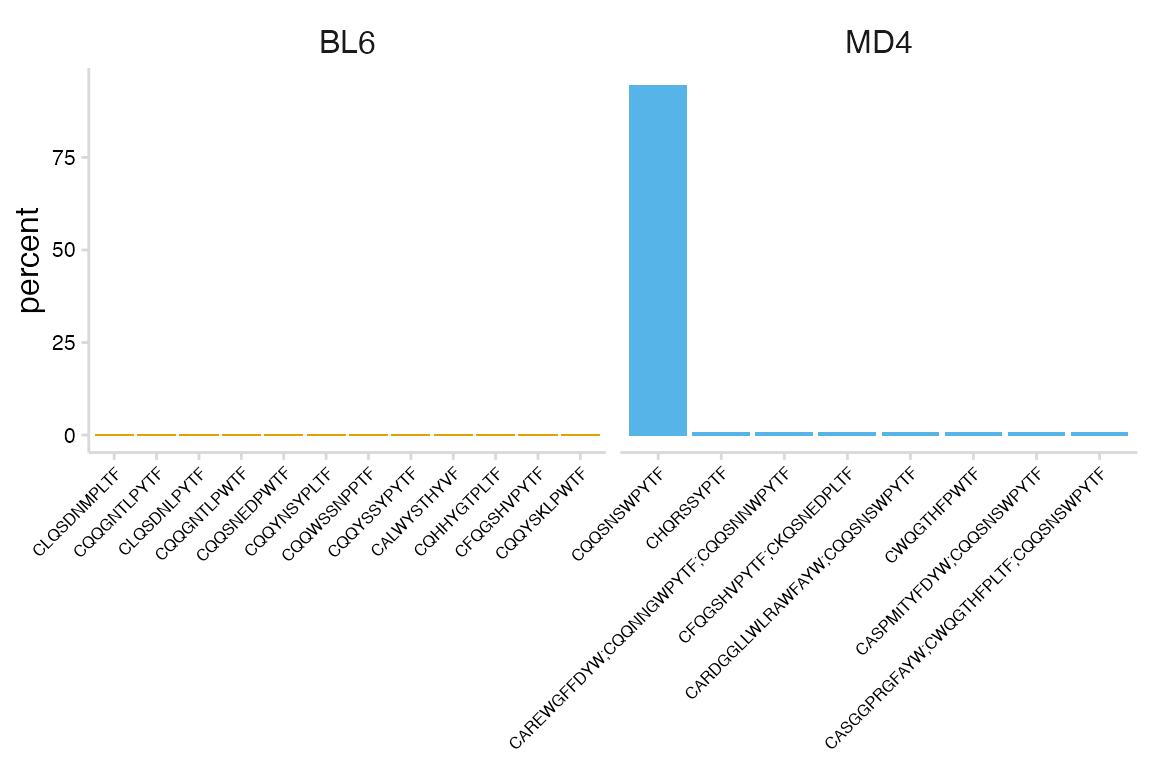 BL6
MD4
percent
75
50
25
0
CLQSDNMPLTF
CQQGNTLPYTF
CLQSDNLPYTF
CQQGNTLPWTF
CQQSNEDPWTF
CQQYNSYPLTF
CQQWSSNPPTF
CQQYSSYPYTF
CALWYSTHYVF
CQHHYGTPLTF
CFQGSHVPYTF
CQQYSKLPWTF
CQQSNSWPYTF
CHQRSSYPTF
CAREWGFFDYW;CQQNNGWPYTF;CQQSNNWPYTF
CFQGSHVPYTF;CKQSNEDPLTF
CARDGGLLWLRAWFAYW;CQQSNSWPYTF
CWQGTHFPWTF
CASPMITYFDYW;CQQSNSWPYTF
CASGGPRGFAYW;CWQGTHFPLTF;CQQSNSWPYTF